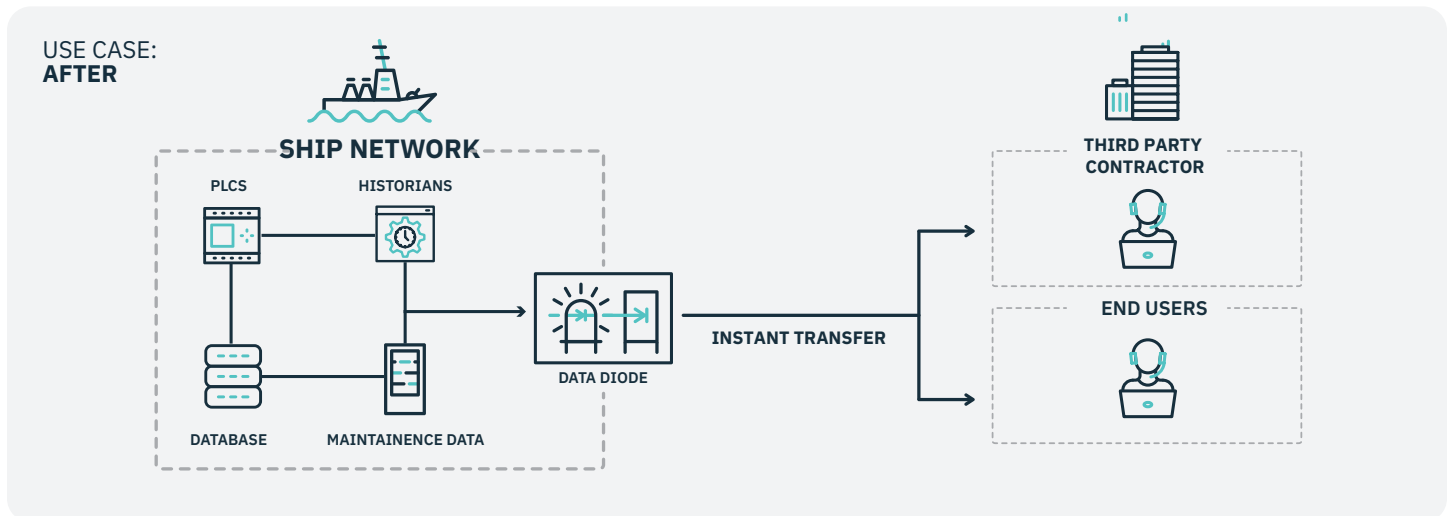 USE CASE:
AFTER
SHIP NETWORK
PLCS
HISTORIANS
DATABASE
MAINTAINENCE DATA
DATA DIODE
INSTANT TRANSFER
THIRD PARTY
CONTRACTOR
END USERS